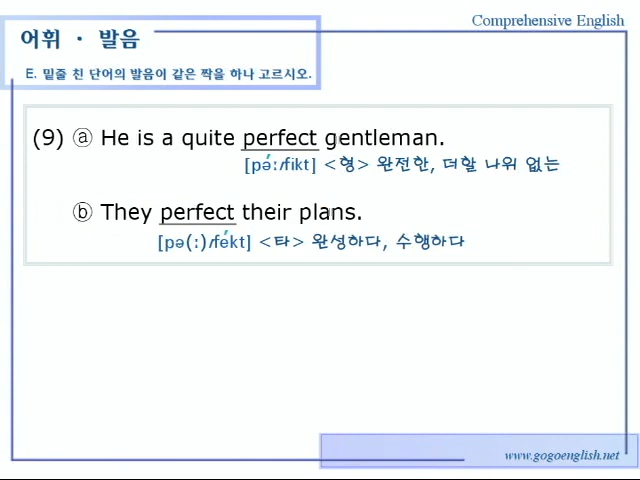 Comprehensive English
어휘 · 발음
E. 밑줄 친 단어의 발음이 같은 짝을 하나 고르시오.
(9) ⓐ He is a quite perfect gentleman.
[pə́ːrfikt] <형> 완전한, 더할 나위 없는
ⓑ They perfect their plans.
[pə(ː)rfékt] <타> 완성하다, 수행하다
www.gogoenglish.net